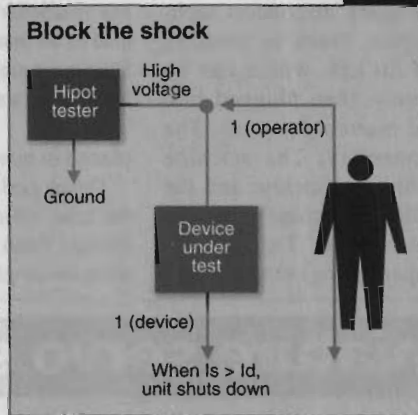 Block the shock
Hipot
tester
High
voltage
1 (operator)
Ground
Device
under
test
1 (device)
When Is > Id,
unit shuts down